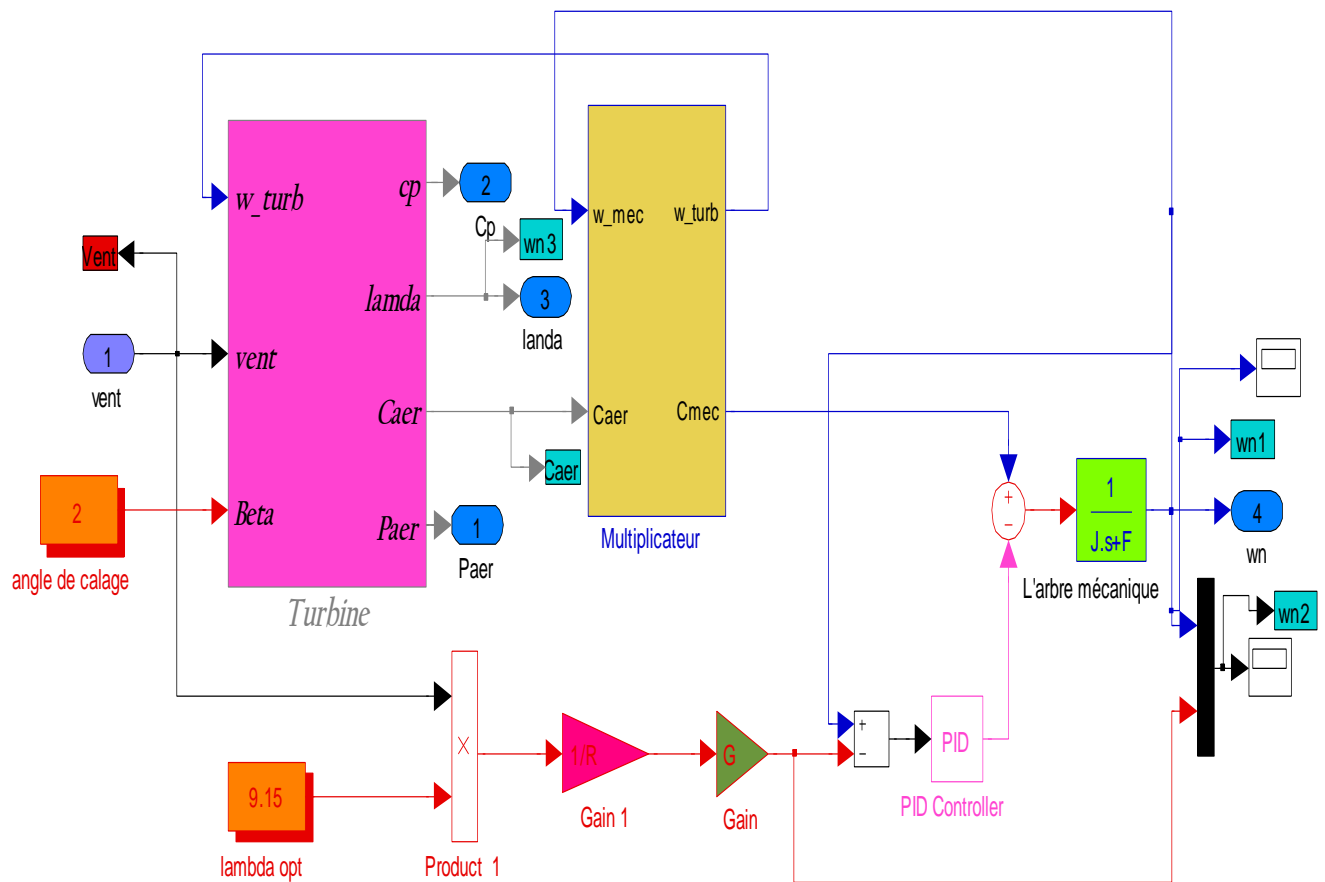 w_turb
cp
2
Cp
wn3
lamda
3
landa
Vent
1
vent
vent
Caer
Caer
2
angle de calage
Beta
Paer
1
Paer
Turbine
w_mec
w_turb
Caer
Cmec
Multiplicateur
wn1
+
−
1
J.s+F
L'arbre mécanique
4
wn
wn2
9.15
lambda opt
×
Product 1
1/R
Gain 1
G
Gain
+
−
PID
PID Controller